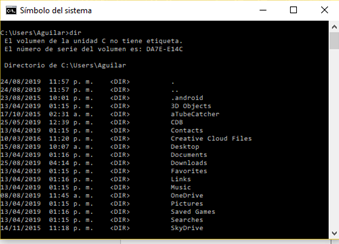 Símbolo del sistema
C:\Users\Aguilar>dir
El volumen de la unidad C no tiene etiqueta.
El número de serie del volumen es: DA7E-E14C
Directorio de C:\Users\Aguilar
24/08/2019 11:57 p. m. <DIR> .
24/08/2019 11:57 p. m. <DIR> ..
23/08/2015 10:01 p. m. <DIR> .android
13/04/2019 01:15 p. m. <DIR> 3D Objects
17/10/2015 02:31 a. m. <DIR> aTubeCatcher
25/05/2019 12:39 p. m. <DIR> CDB
13/04/2019 01:15 p. m. <DIR> Contacts
10/03/2016 11:20 p. m. <DIR> Creative Cloud Files
15/08/2019 10:07 a. m. <DIR> Desktop
13/04/2019 01:16 p. m. <DIR> Documents
25/08/2019 04:14 p. m. <DIR> Downloads
13/04/2019 01:15 p. m. <DIR> Favorites
13/04/2019 01:16 p. m. <DIR> Links
13/04/2019 01:15 p. m. <DIR> Music
08/03/2019 11:45 a. m. <DIR> OneDrive
13/04/2019 01:15 p. m. <DIR> Pictures
13/04/2019 01:16 p. m. <DIR> Saved Games
13/04/2019 01:15 p. m. <DIR> Searches
14/11/2015 11:18 p. m. <DIR> SkyDrive